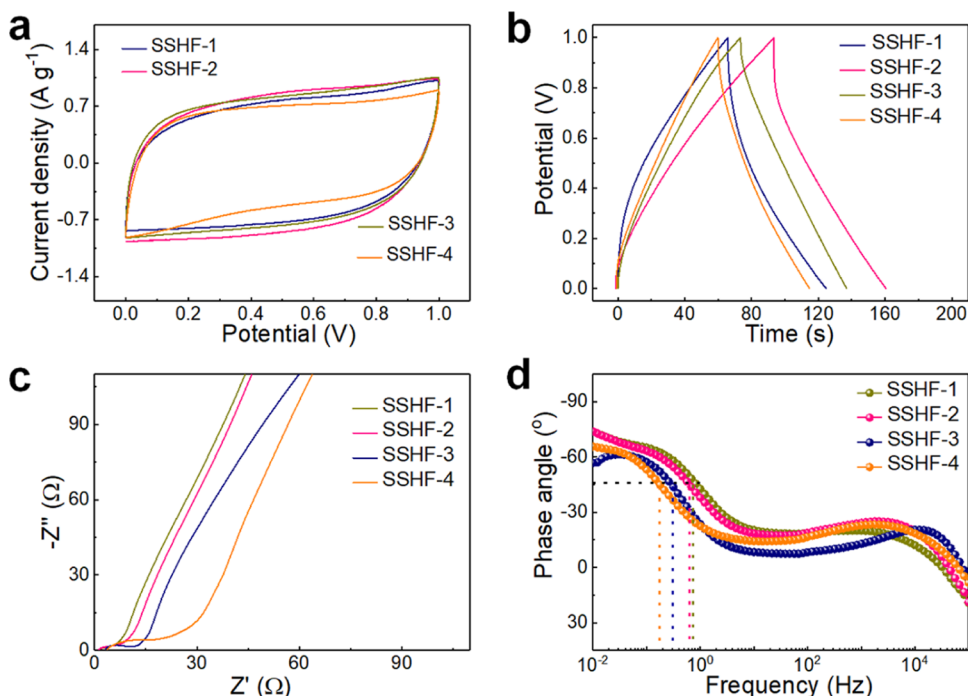 a
1.4
0.7
0.0
-0.7
-1.4
Current density (A g⁻¹)
SSHF-1
SSHF-2
SSHF-3
SSHF-4
0.0 0.2 0.4 0.6 0.8 1.0
Potential (V)
b
1.0
0.8
0.6
0.4
0.2
0.0
Potential (V)
SSHF-1
SSHF-2
SSHF-3
SSHF-4
0 40 80 120 160 200
Time (s)
c
90
60
30
0
-Z'' (Ω)
SSHF-1
SSHF-2
SSHF-3
SSHF-4
0 30 60 90
Z' (Ω)
d
-90
-60
-30
0
30
Phase angle (°)
SSHF-1
SSHF-2
SSHF-3
SSHF-4
10⁻² 10⁰ 10² 10⁴
Frequency (Hz)